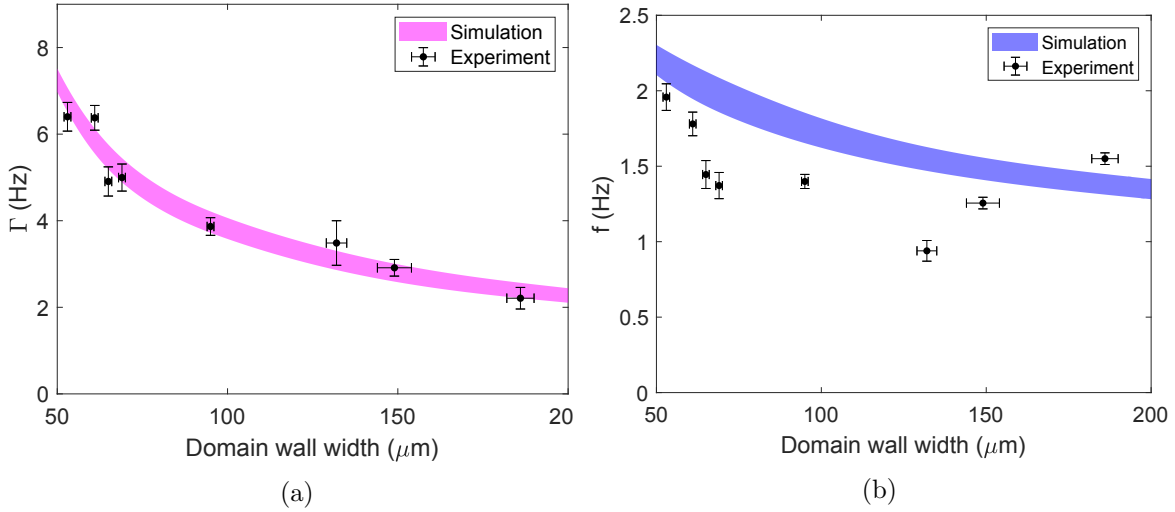 8
6
4
2
0
Γ (Hz)
Simulation
Experiment
50
100
150
20
Domain wall width (μm)
(a)
2.5
2
1.5
1
0.5
0
f (Hz)
Simulation
Experiment
50
100
150
200
Domain wall width (μm)
(b)